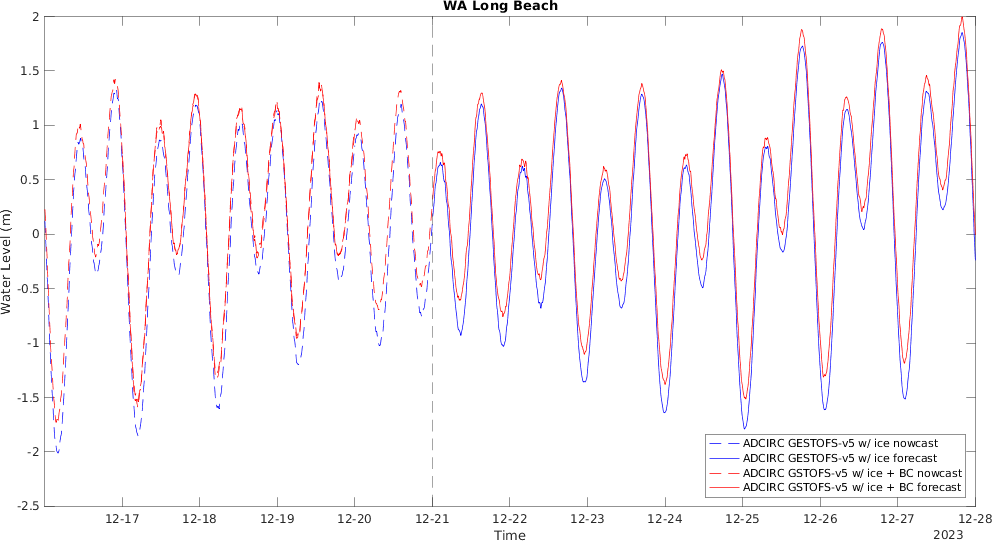 WA Long Beach
2
1.5
1
0.5
0
-0.5
-1
-1.5
-2
-2.5
Water Level (m)
ADCIRC GESTOFS-v5 w/ ice nowcast
ADCIRC GESTOFS-v5 w/ ice forecast
ADCIRC GSTOFS-v5 w/ ice + BC nowcast
ADCIRC GSTOFS-v5 w/ ice + BC forecast
12-17 12-18 12-19 12-20 12-21 12-22 12-23 12-24 12-25 12-26 12-27 12-28
Time
2023